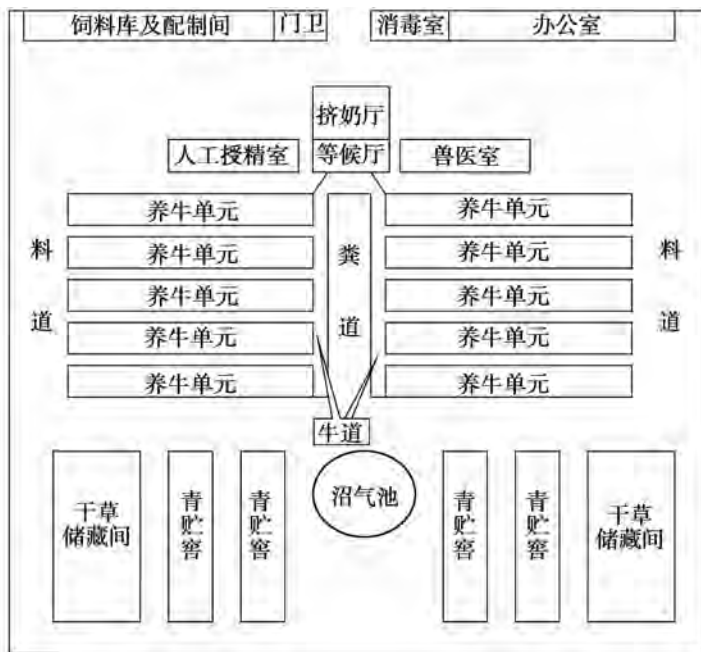 饲料库及配制间
门卫
消毒室
办公室
挤奶厅
人工授精室
等候厅
兽医室
养牛单元
养牛单元
养牛单元
养牛单元
养牛单元
养牛单元
养牛单元
养牛单元
养牛单元
养牛单元
料道
粪道
料道
牛道
干草
储藏间
青贮窖
青贮窖
沼气池
青贮窖
青贮窖
干草
储藏间